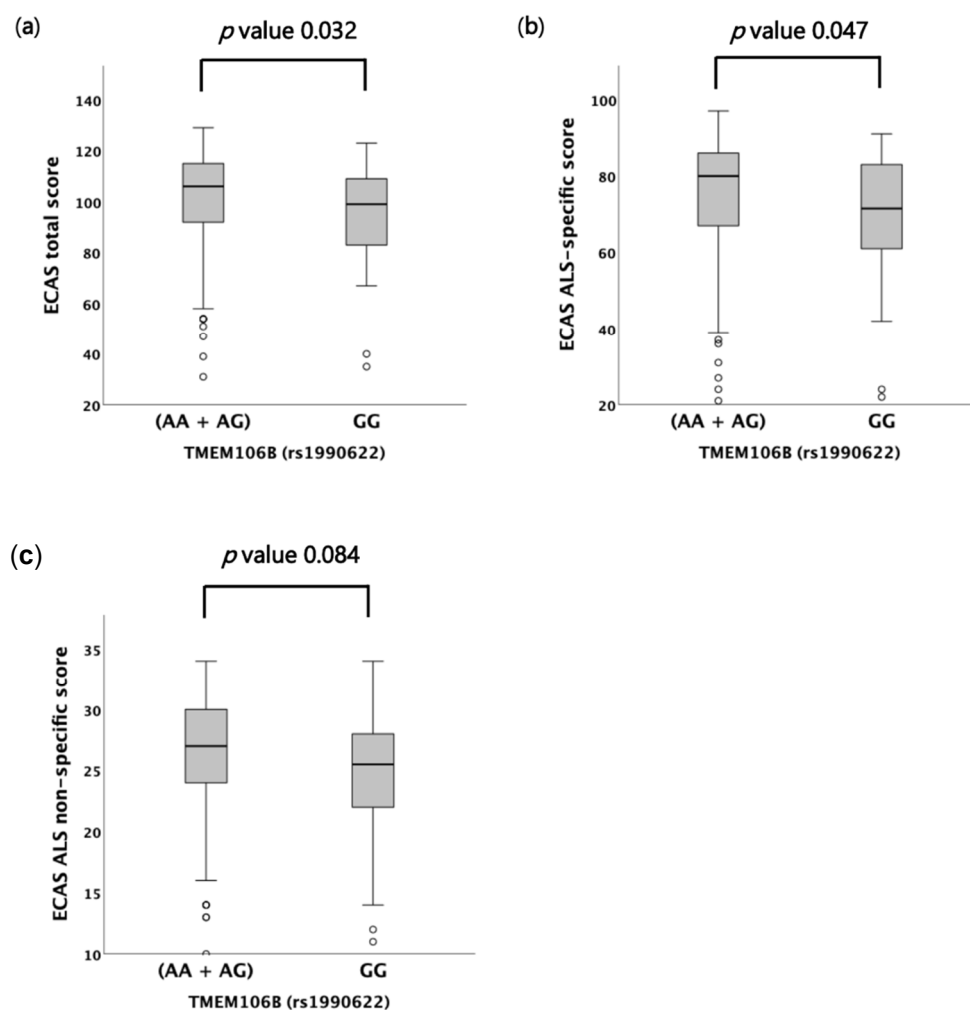 (a)
p value 0.032
ECAS total score
140
120
100
80
60
40
20
(AA + AG)
GG
TMEM106B (rs1990622)
(b)
p value 0.047
ECAS ALS-specific score
100
80
60
40
20
(AA + AG)
GG
TMEM106B (rs1990622)
(c)
p value 0.084
ECAS ALS non-specific score
35
30
25
20
15
10
(AA + AG)
GG
TMEM106B (rs1990622)